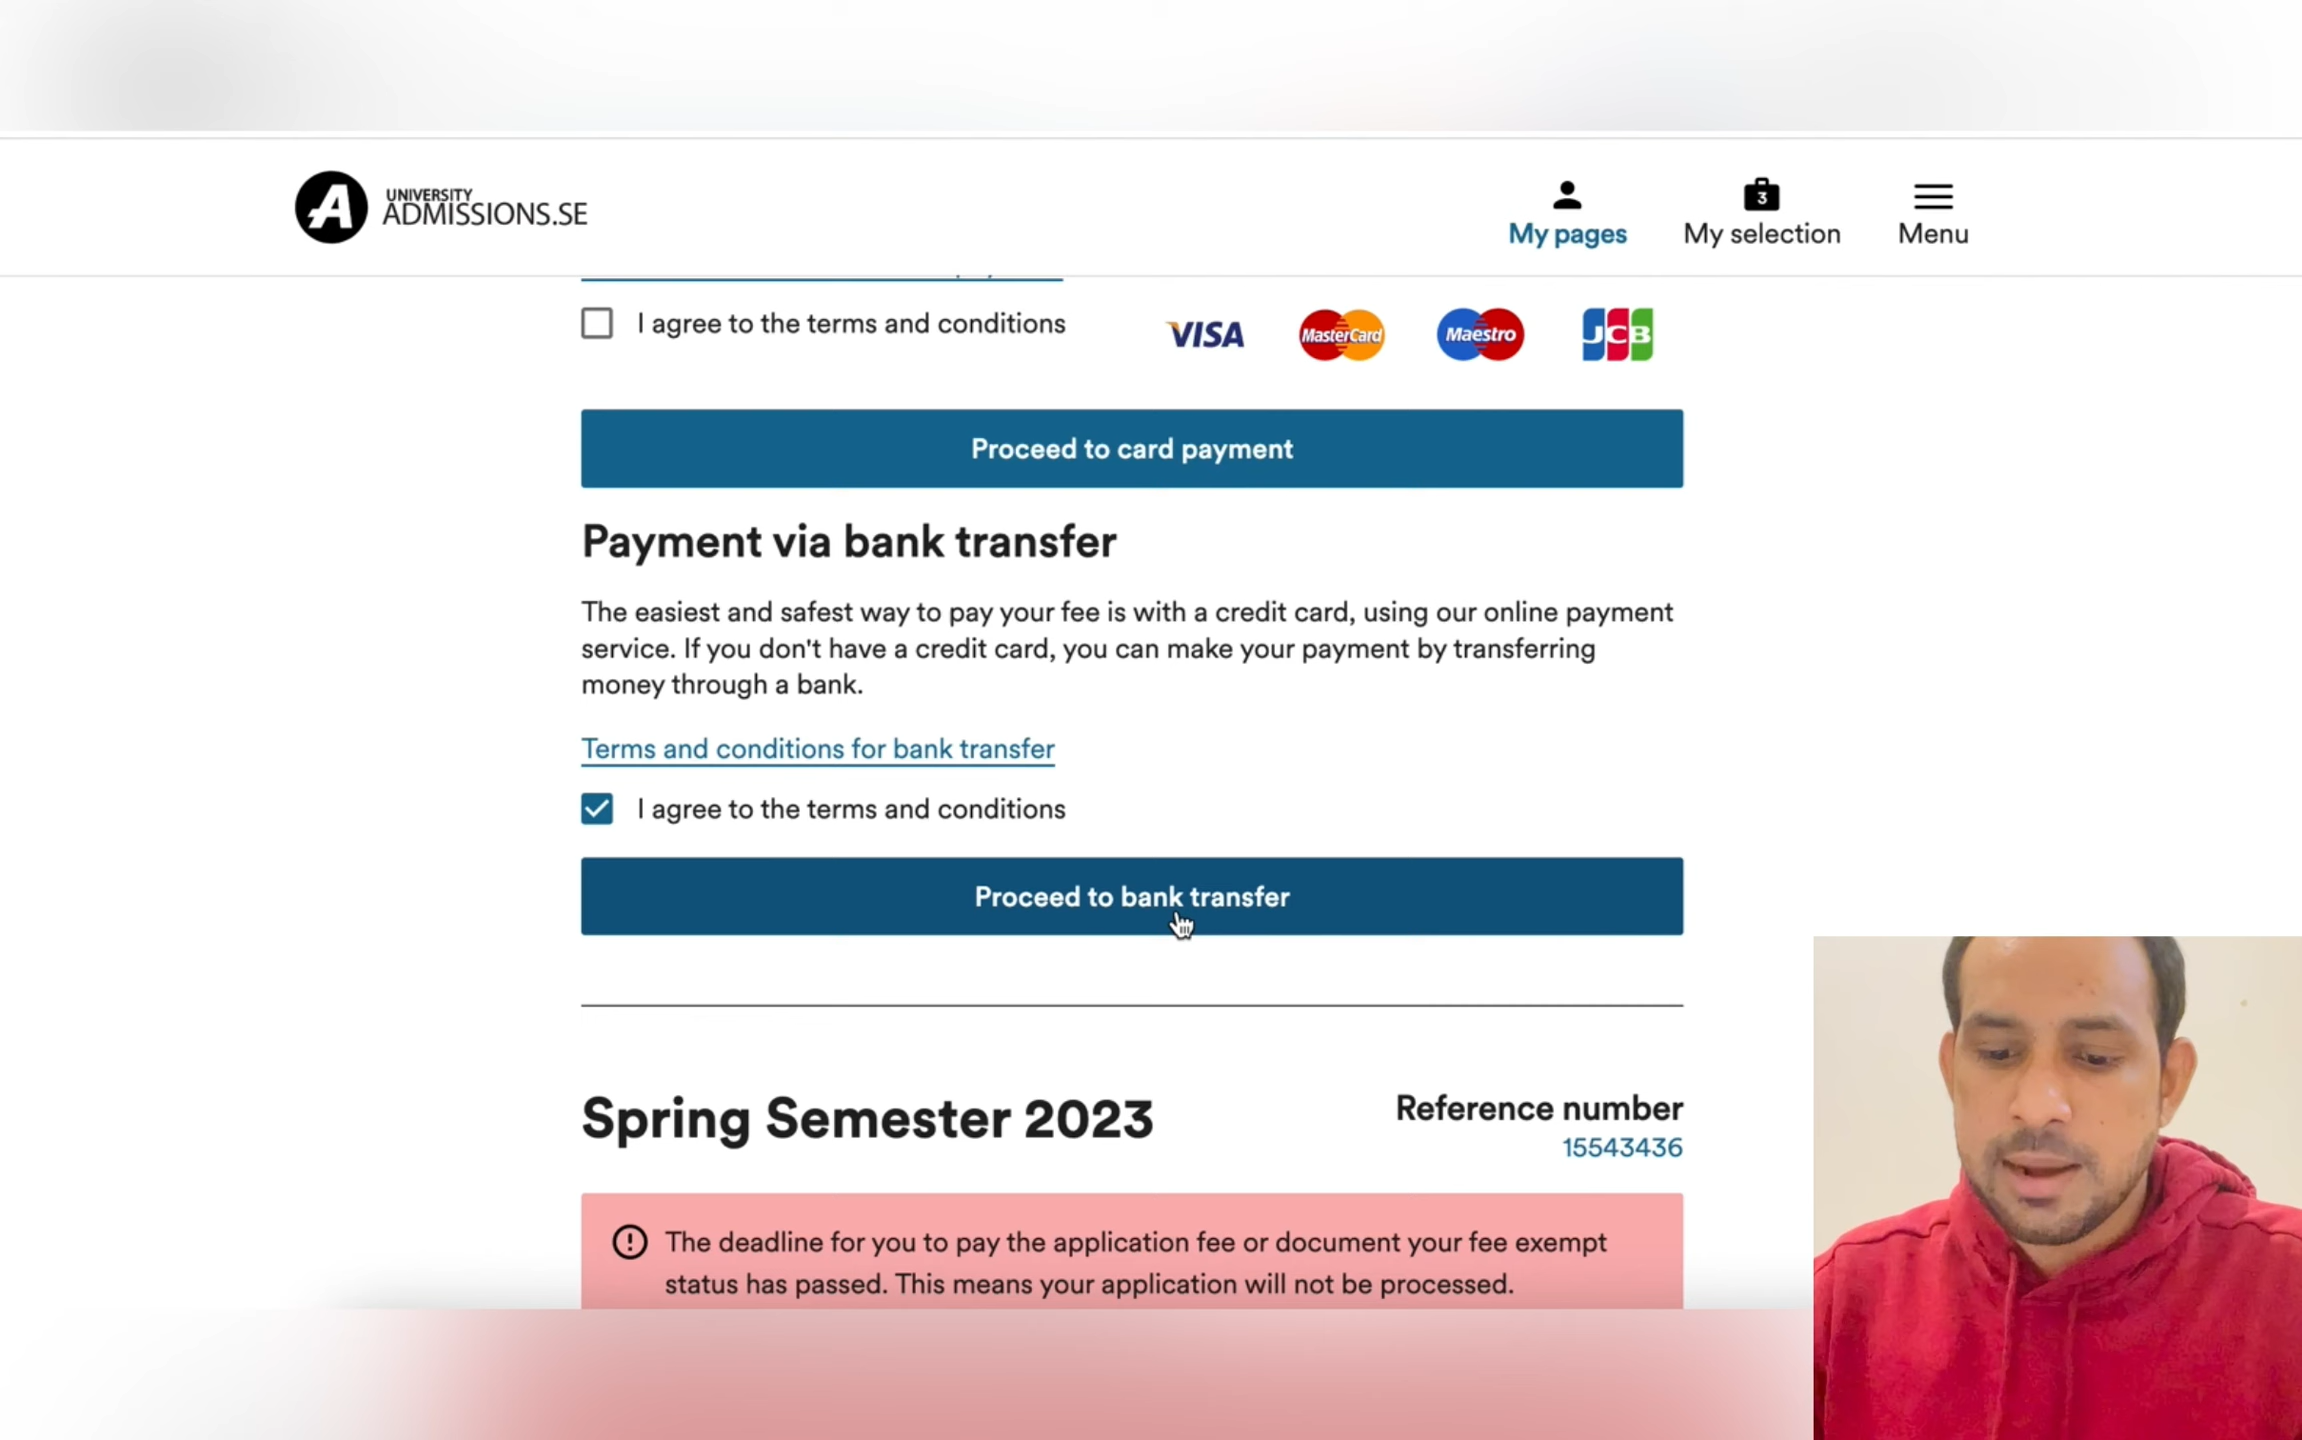 UNIVERSITY
ADMISSIONS.SE
My pages
3
My selection
Menu
I agree to the terms and conditions
VISA
MasterCard
Maestro
JCB
Proceed to card payment
Payment via bank transfer
The easiest and safest way to pay your fee is with a credit card, using our online payment
service. If you don't have a credit card, you can make your payment by transferring
money through a bank.
Terms and conditions for bank transfer
I agree to the terms and conditions
Proceed to bank transfer
Spring Semester 2023
Reference number
15543436
The deadline for you to pay the application fee or document your fee exempt
status has passed. This means your application will not be processed.